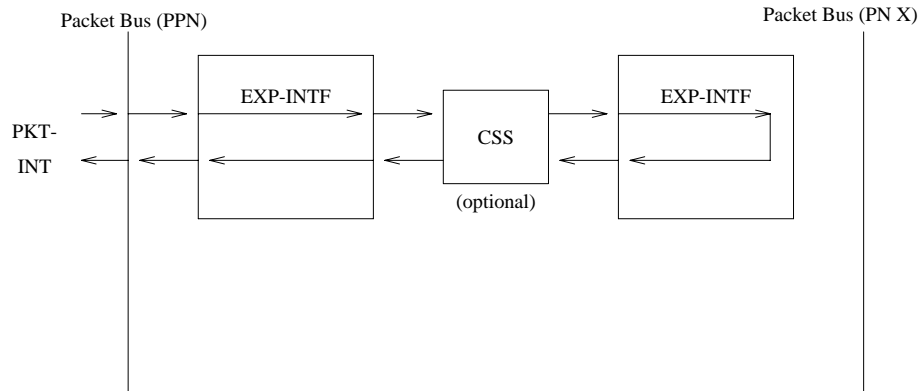 Packet Bus (PPN)
Packet Bus (PN X)
EXP-INTF
EXP-INTF
PKT-
INT
CSS
(optional)